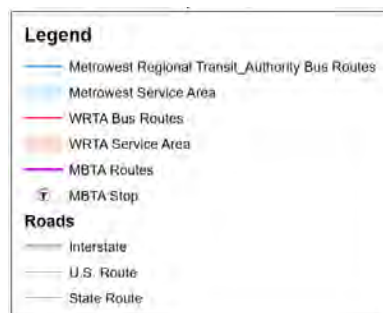 Legend
Metrowest Regional Transit_Authority Bus Routes
Metrowest Service Area
WRTA Bus Routes
WRTA Service Area
MBTA Routes
T MBTA Stop
Roads
Interstate
U.S. Route
State Route